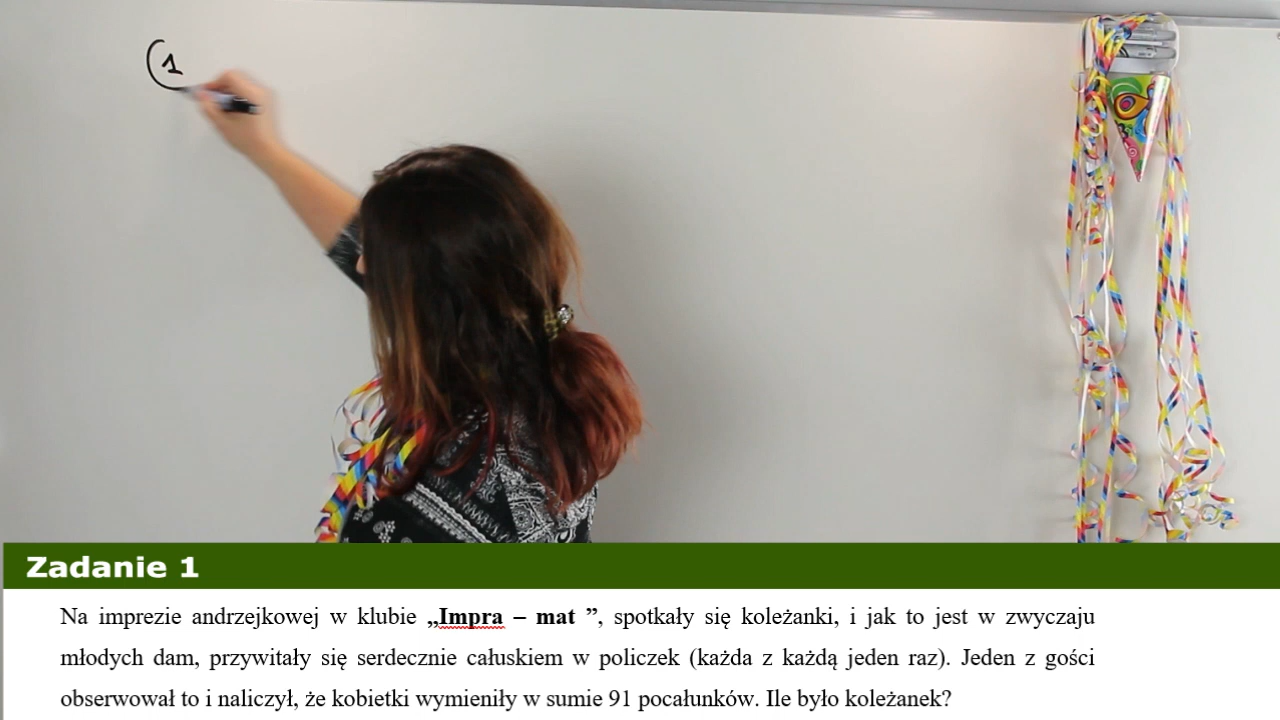 1
Zadanie 1
Na imprezie andrzejkowej w klubie „Impra – mat ”, spotkały się koleżanki, i jak to jest w zwyczaju
młodych dam, przywitały się serdecznie całuskiem w policzek (każda z każdą jeden raz). Jeden z gości
obserwował to i naliczył, że kobietki wymieniły w sumie 91 pocałunków. Ile było koleżanek?